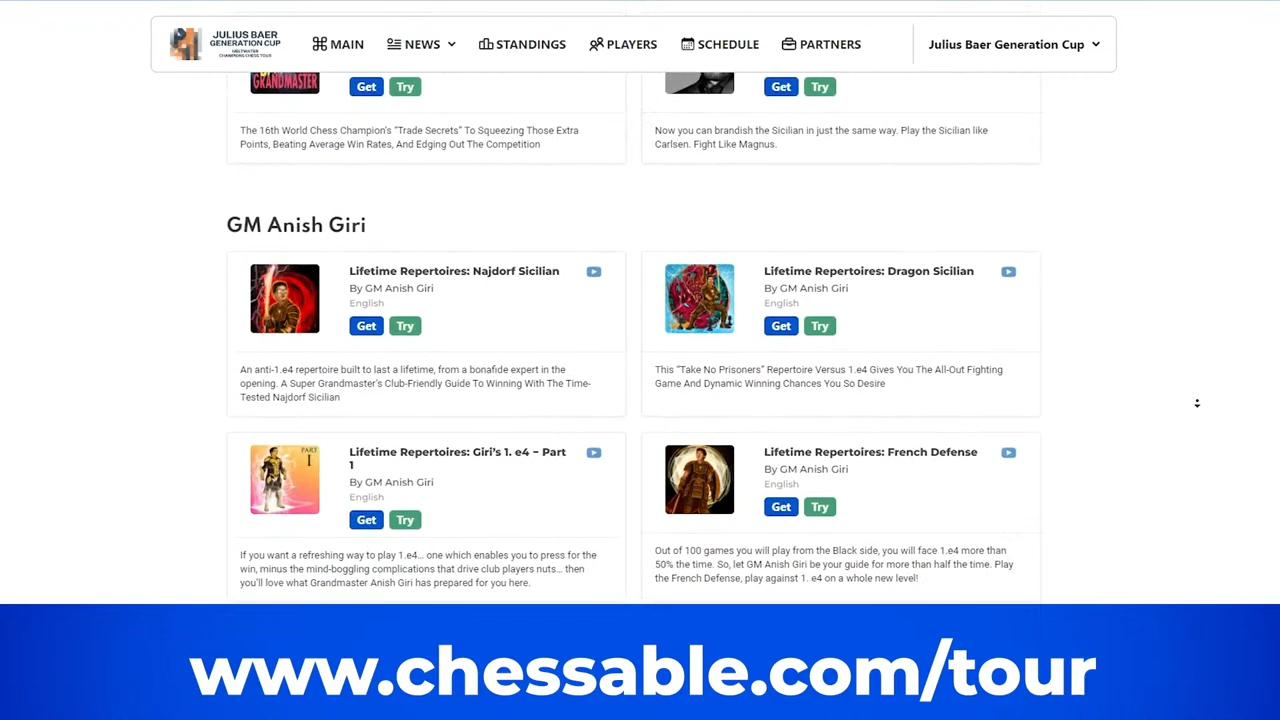 JULIUS BAER
GENERATION CUP
MELTWATER
CHAMPIONS CHESS TOUR
MAIN
NEWS
STANDINGS
PLAYERS
SCHEDULE
PARTNERS
Julius Baer Generation Cup
GRANDMASTER
Get
Try
Get
Try
The 16th World Chess Champion's “Trade Secrets” To Squeezing Those Extra
Points, Beating Average Win Rates, And Edging Out The Competition
Now you can brandish the Sicilian in just the same way. Play the Sicilian like
Carlsen. Fight Like Magnus.
GM Anish Giri
Lifetime Repertoires: Najdorf Sicilian
By GM Anish Giri
English
Get
Try
An anti-1.e4 repertoire built to last a lifetime, from a bonafide expert in the
opening. A Super Grandmaster's Club-Friendly Guide To Winning With The Time-
Tested Najdorf Sicilian
Lifetime Repertoires: Dragon Sicilian
By GM Anish Giri
English
Get
Try
This “Take No Prisoners” Repertoire Versus 1.e4 Gives You The All-Out Fighting
Game And Dynamic Winning Chances You So Desire
PART
I
Lifetime Repertoires: Giri's 1. e4 – Part
1
By GM Anish Giri
English
Get
Try
If you want a refreshing way to play 1.e4… one which enables you to press for the
win, minus the mind-boggling complications that drive club players nuts… then
you'll love what Grandmaster Anish Giri has prepared for you here.
Lifetime Repertoires: French Defense
By GM Anish Giri
English
Get
Try
Out of 100 games you will play from the Black side, you will face 1.e4 more than
50% the time. So, let GM Anish Giri be your guide for more than half the time. Play
the French Defense, play against 1. e4 on a whole new level!
www.chessable.com/tour